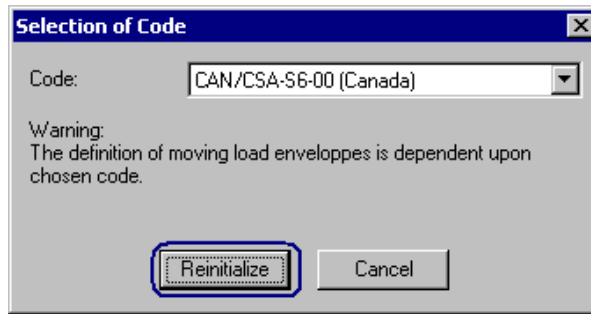 Selection of Code
Code: CAN/CSA-S6-00 (Canada)
Warning:
The definition of moving load enveloppes is dependent upon
chosen code.
Reinitialize Cancel